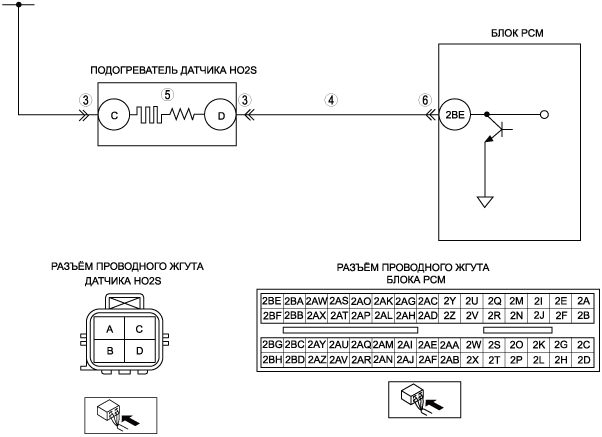 БЛОК PCM
ПОДОГРЕВАТЕЛЬ ДАТЧИКА HO2S
3 5 3 4 6
C D 2BE
РАЗЪЁМ ПРОВОДНОГО ЖГУТА
ДАТЧИКА HO2S
A C
B D
РАЗЪЁМ ПРОВОДНОГО ЖГУТА
БЛОКА PCM
2BE 2BA 2AW 2AS 2AO 2AK 2AG 2AC 2Y 2U 2Q 2M 2I 2E 2A
2BF 2BB 2AX 2AT 2AP 2AL 2AH 2AD 2Z 2V 2R 2N 2J 2F 2B
2BG 2BC 2AY 2AU 2AQ 2AM 2AI 2AE 2AA 2W 2S 2O 2K 2G 2C
2BH 2BD 2AZ 2AV 2AR 2AN 2AJ 2AF 2AB 2X 2T 2P 2L 2H 2D